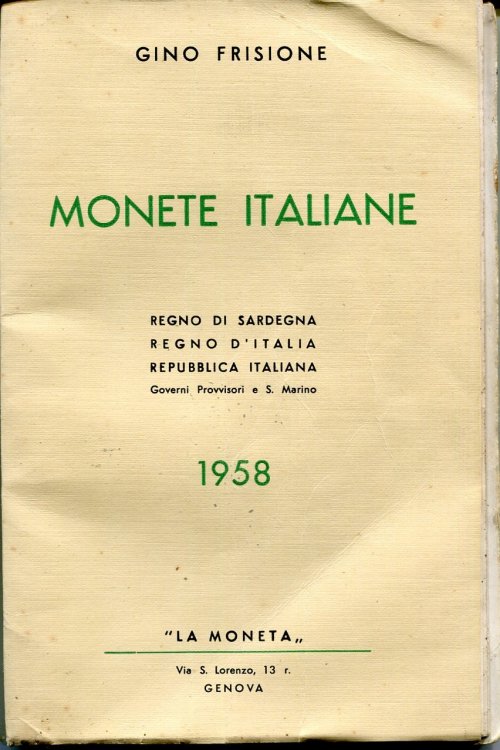 GINO FRISIONE
MONETE ITALIANE
REGNO DI SARDEGNA
REGNO D'ITALIA
REPUBBLICA ITALIANA
Governi Provvisori e S. Marino
1958
"LA MONETA„
Via S. Lorenzo, 13 r.
GENOVA